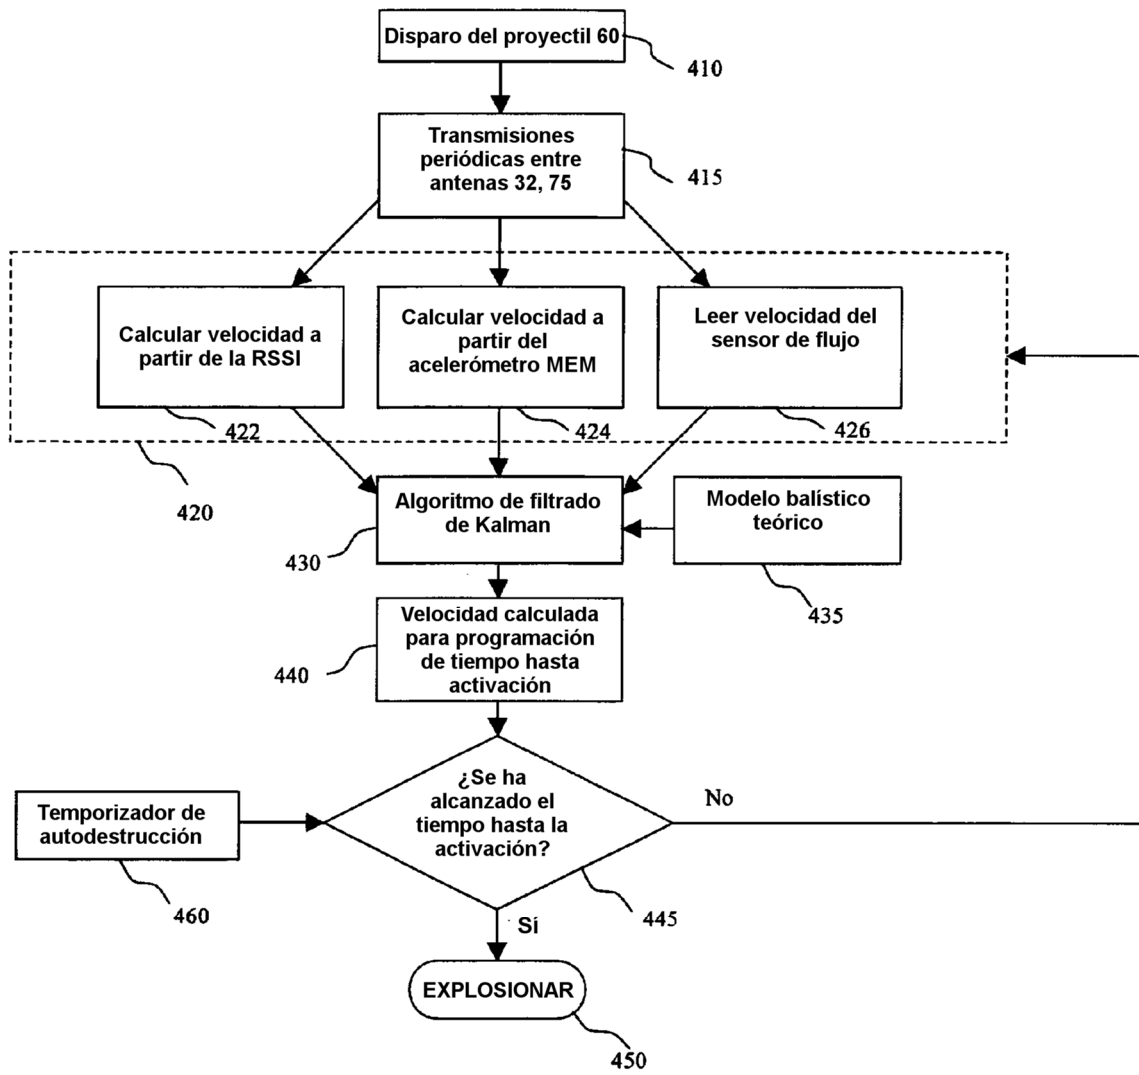 Disparo del proyectil 60
410
Transmisiones
periódicas entre
antenas 32, 75
415
Calcular velocidad a
partir de la RSSI
422
Calcular velocidad a
partir del
acelerómetro MEM
424
Leer velocidad del
sensor de flujo
426
420
Algoritmo de filtrado
de Kalman
430
Modelo balístico
teórico
435
Velocidad calculada
para programación
de tiempo hasta
activación
440
¿Se ha
alcanzado el
tiempo hasta la
activación?
445
No
Temporizador de
autodestrucción
460
Sí
EXPLOSIONAR
450